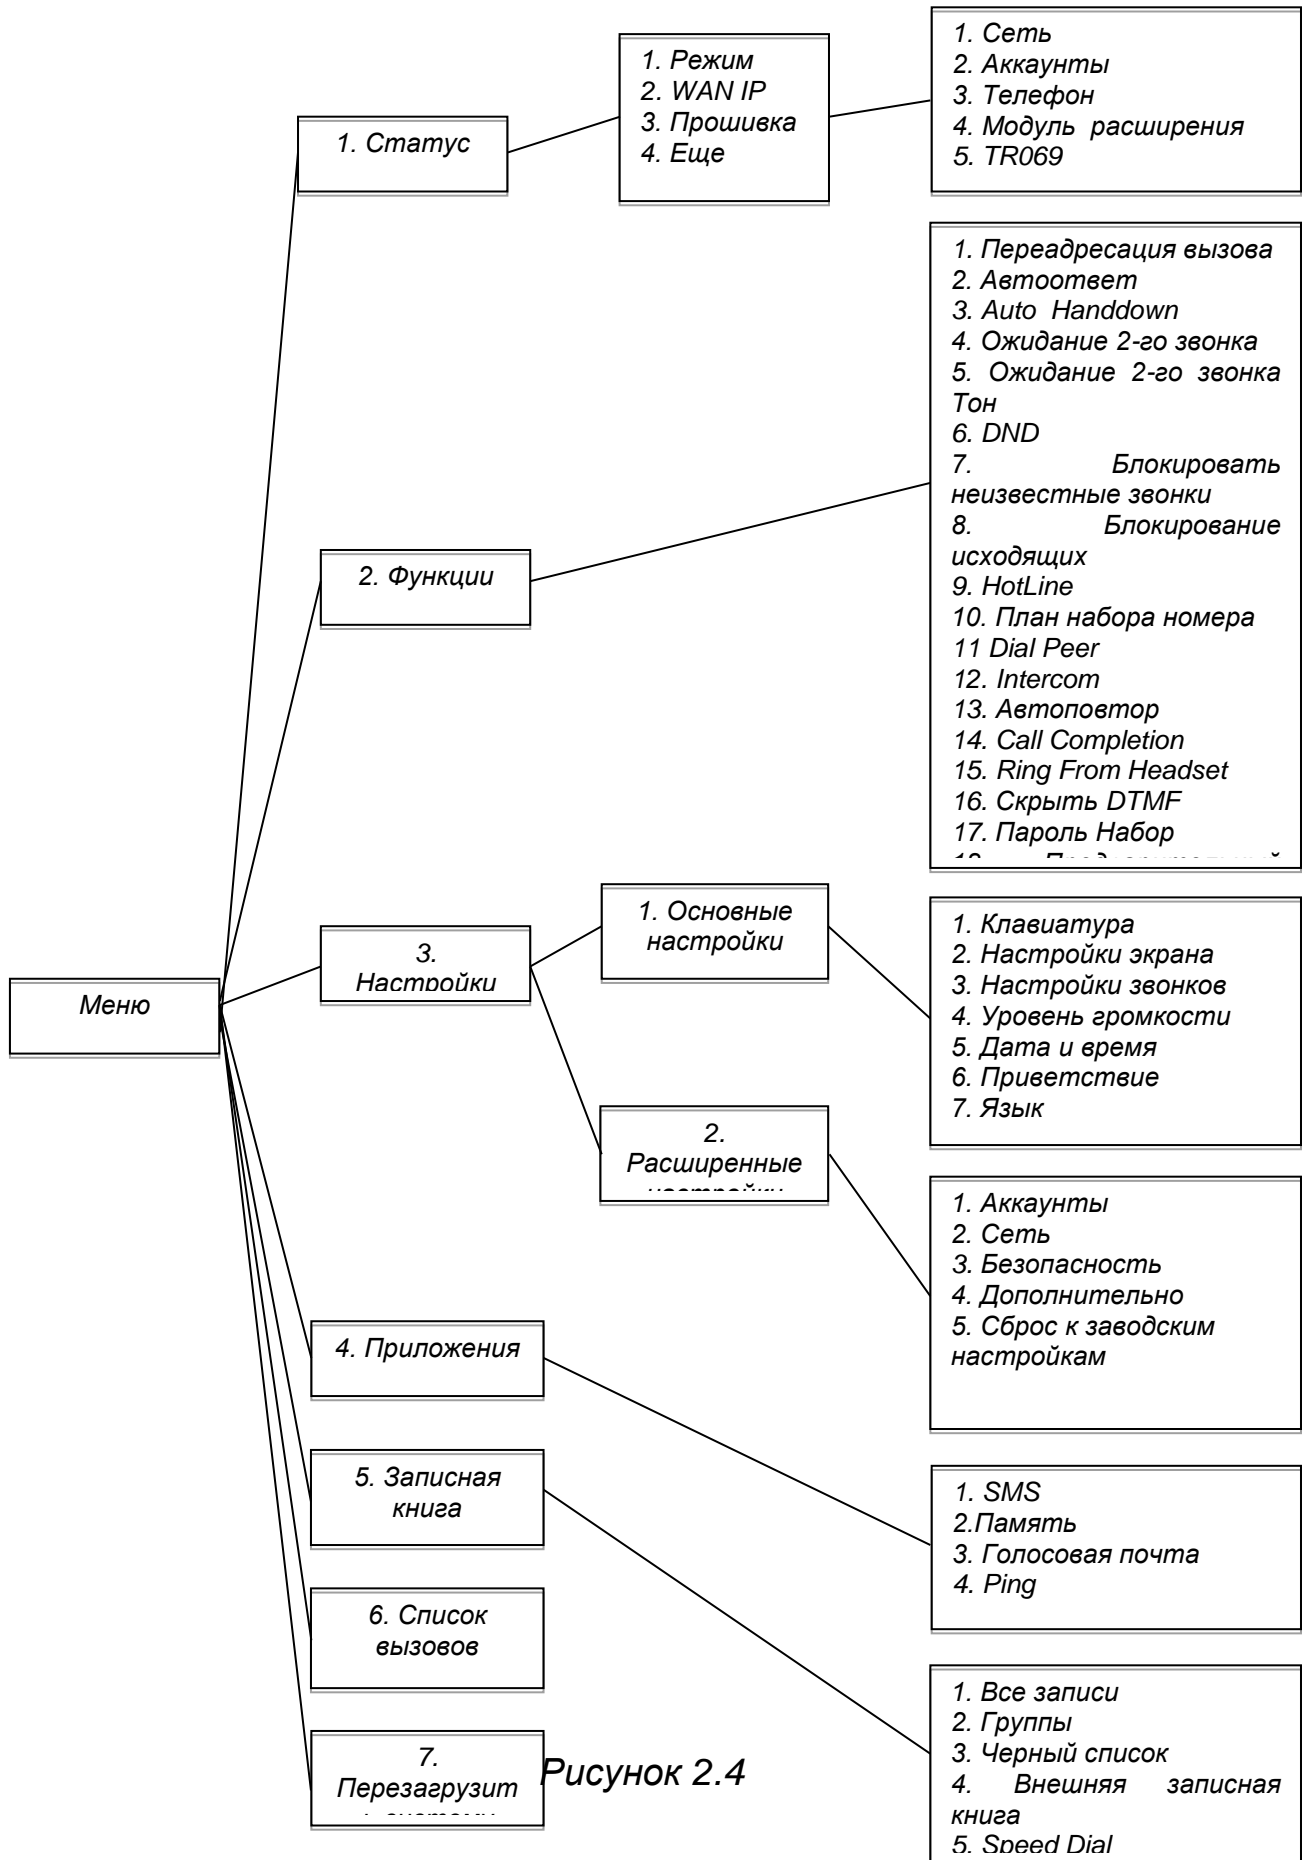 Меню
1. Статус
1. Режим
2. WAN IP
3. Прошивка
4. Еще
1. Сеть
2. Аккаунты
3. Телефон
4. Модуль расширения
5. TR069
2. Функции
1. Переадресация вызова
2. Автоответ
3. Auto Handdown
4. Ожидание 2-го звонка
5. Ожидание 2-го звонка
Тон
6. DND
7. Блокировать
неизвестные звонки
8. Блокирование
исходящих
9. HotLine
10. План набора номера
11 Dial Peer
12. Intercom
13. Автоповтор
14. Call Completion
15. Ring From Headset
16. Скрыть DTMF
17. Пароль Набор
3.
Настройки
1. Основные
настройки
1. Клавиатура
2. Настройки экрана
3. Настройки звонков
4. Уровень громкости
5. Дата и время
6. Приветствие
7. Язык
2.
Расширенные
настройки
1. Аккаунты
2. Сеть
3. Безопасность
4. Дополнительно
5. Сброс к заводским
настройкам
4. Приложения
1. SMS
2.Память
3. Голосовая почта
4. Ping
5. Записная
книга
1. Все записи
2. Группы
3. Черный список
4. Внешняя записная
книга
5. Speed Dial
6. Список
вызовов
7.
Перезагрузит
Рисунок 2.4